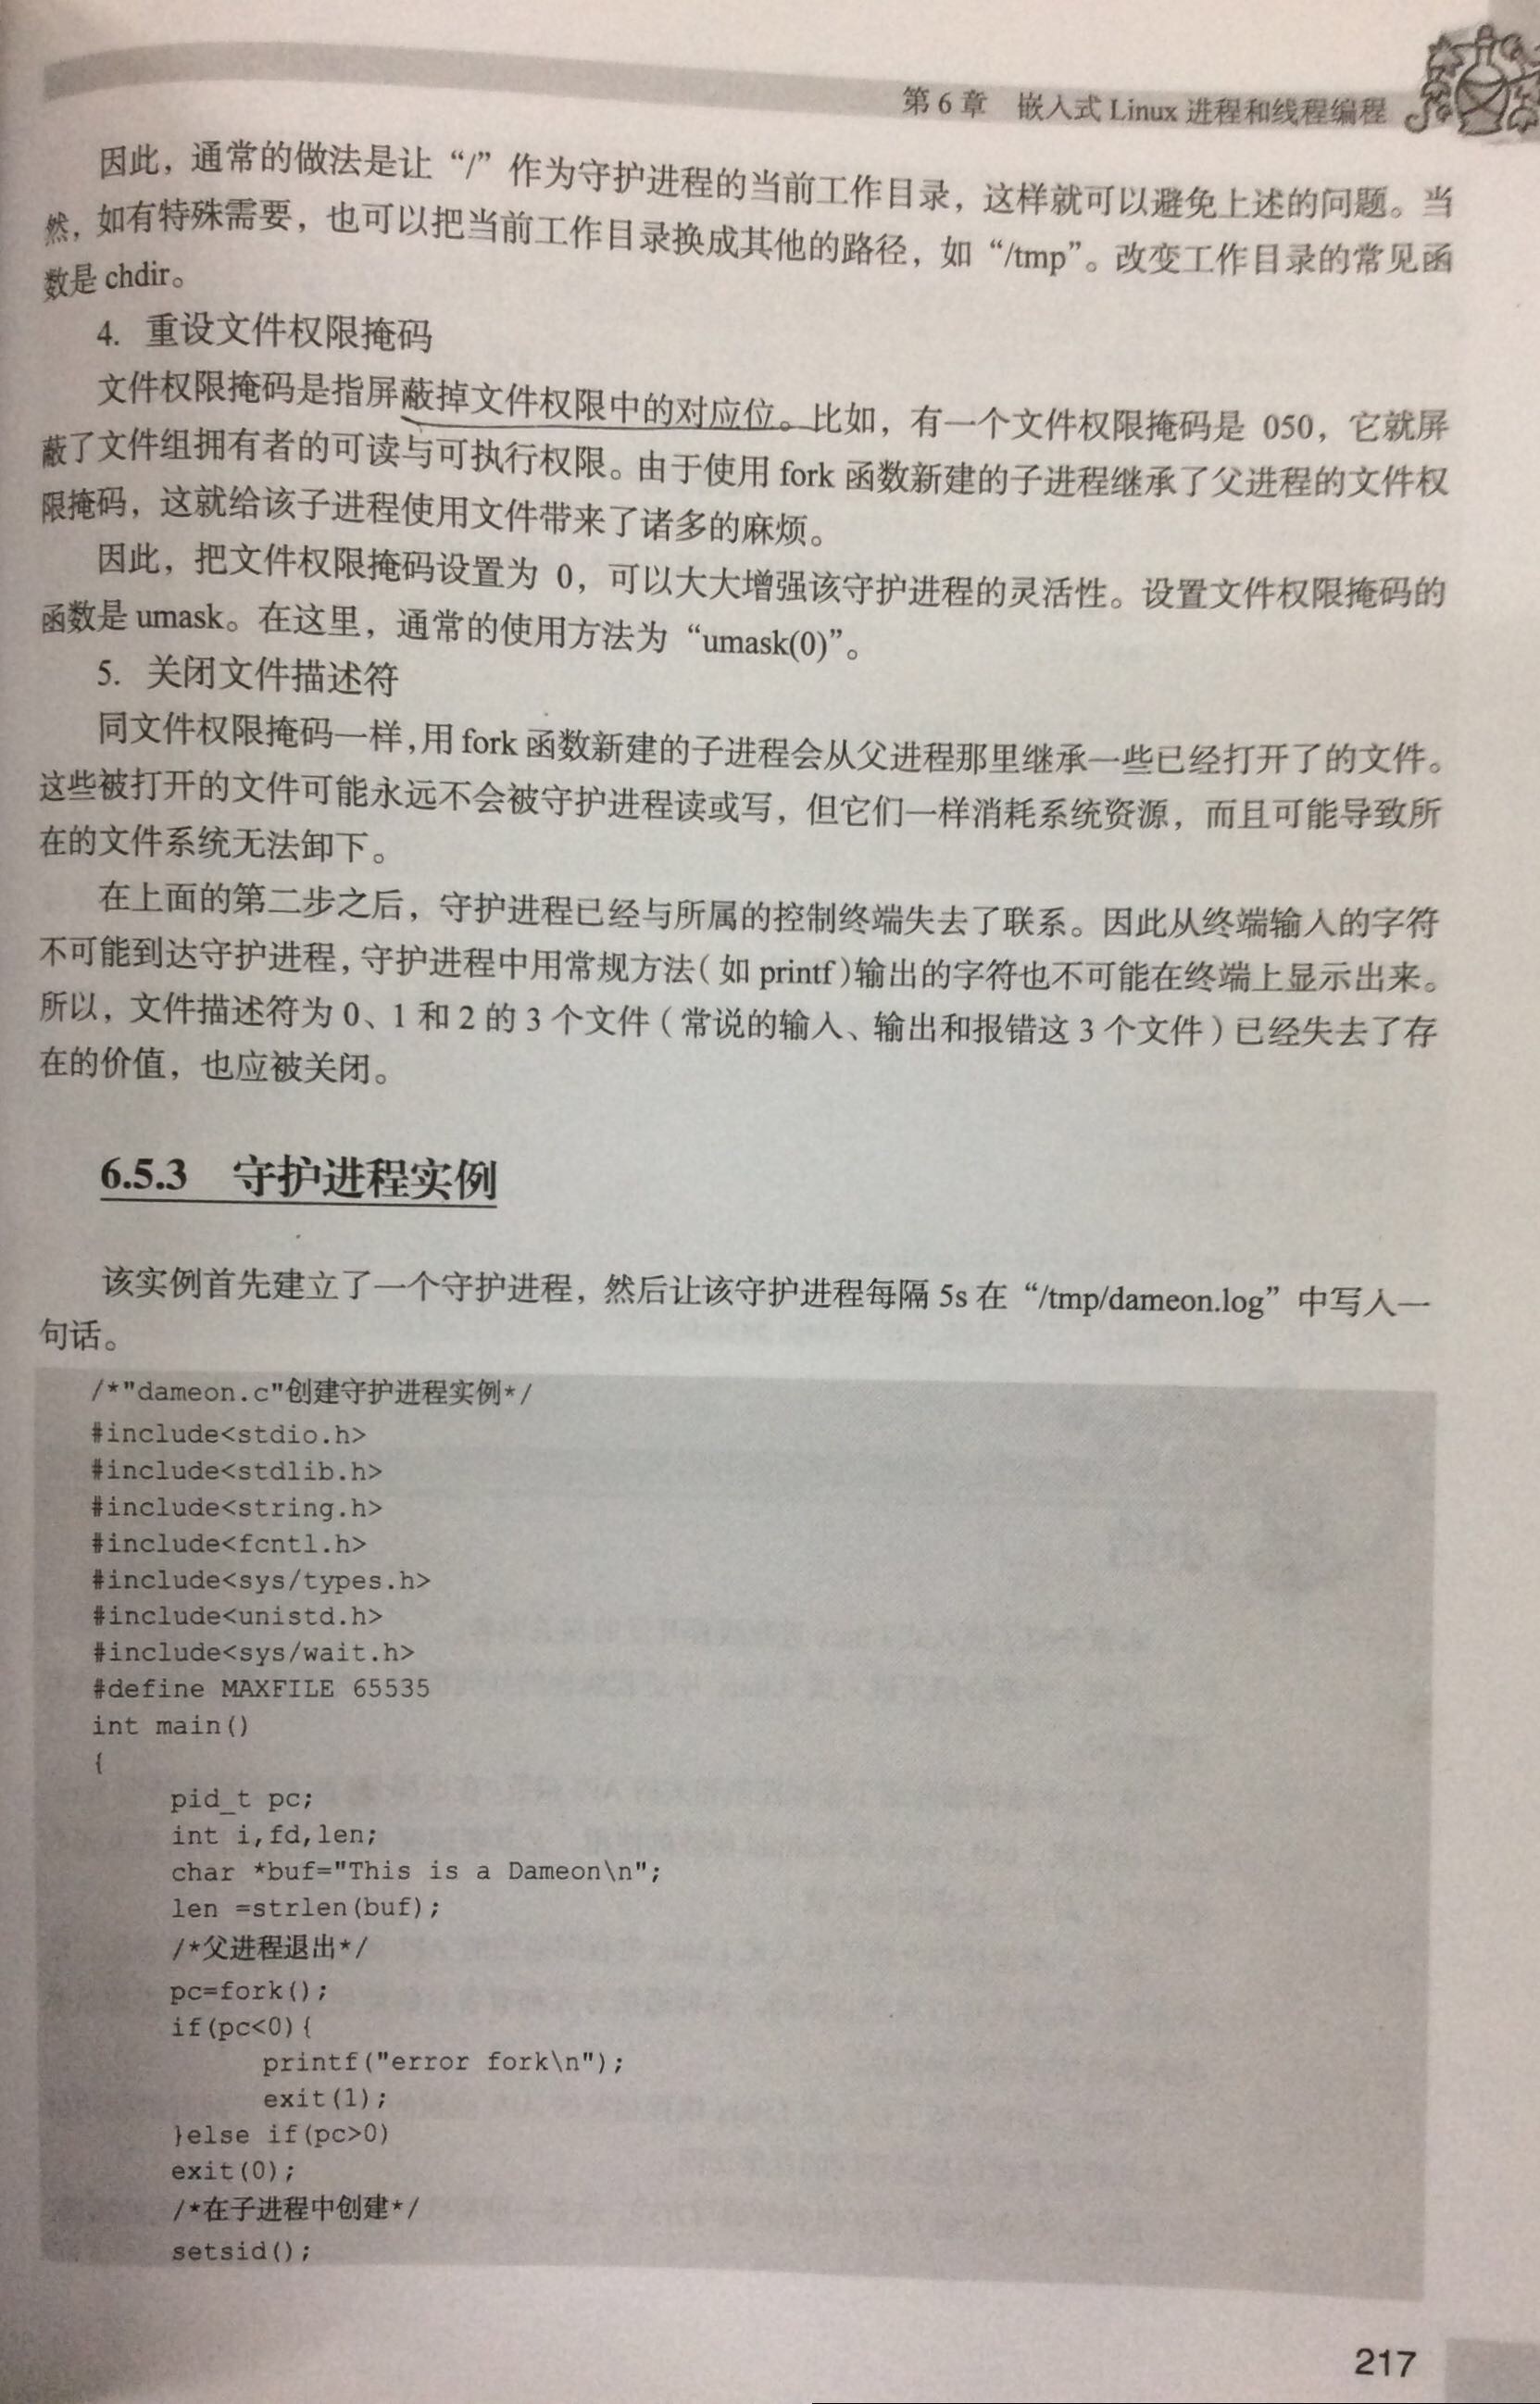 第6章 嵌入式Linux进程和线程编程
因此，通常的做法是让“/”作为守护进程的当前工作目录，这样就可以避免上述的问题。当
然，如有特殊需要，也可以把当前工作目录换成其他的路径，如“/tmp”。改变工作目录的常见函
数是chdir。
4. 重设文件权限掩码
文件权限掩码是指屏蔽掉文件权限中的对应位。比如，有一个文件权限掩码是 050，它就屏
蔽了文件组拥有者的可读与可执行权限。由于使用 fork 函数新建的子进程继承了父进程的文件权
限掩码，这就给该子进程使用文件带来了诸多的麻烦。
因此，把文件权限掩码设置为 0，可以大大增强该守护进程的灵活性。设置文件权限掩码的
函数是 umask。在这里，通常的使用方法为“umask(0)”。
5. 关闭文件描述符
同文件权限掩码一样，用 fork 函数新建的子进程会从父进程那里继承一些已经打开了的文件。
这些被打开的文件可能永远不会被守护进程读或写，但它们一样消耗系统资源，而且可能导致所
在的文件系统无法卸下。
在上面的第二步之后，守护进程已经与所属的控制终端失去了联系。因此从终端输入的字符
不可能到达守护进程，守护进程中用常规方法（如 printf）输出的字符也不可能在终端上显示出来。
所以，文件描述符为 0、1 和 2 的 3 个文件（常说的输入、输出和报错这 3 个文件）已经失去了存
在的价值，也应被关闭。
6.5.3 守护进程实例
该实例首先建立了一个守护进程，然后让该守护进程每隔 5s 在“/tmp/dameon.log”中写入一
句话。
/*"dameon.c"创建守护进程实例*/
#include<stdio.h>
#include<stdlib.h>
#include<string.h>
#include<fcntl.h>
#include<sys/types.h>
#include<unistd.h>
#include<sys/wait.h>
#define MAXFILE 65535
int main()
{
pid_t pc;
int i,fd,len;
char *buf="This is a Dameon\n";
len =strlen(buf);
/*父进程退出*/
pc=fork();
if(pc<0){
printf("error fork\n");
exit(1);
}else if(pc>0)
exit(0);
/*在子进程中创建*/
setsid();
217